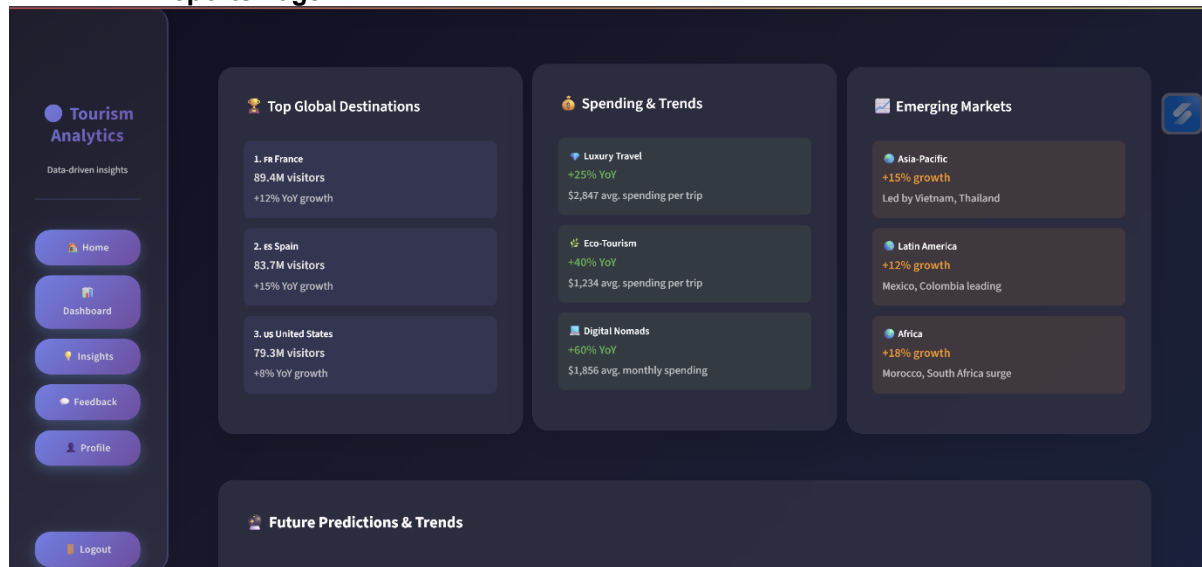 Tourism
Analytics
Data-driven insights
Home
Dashboard
Insights
Feedback
Profile
Logout
Top Global Destinations
1. FR France
89.4M visitors
+12% YoY growth
2. ES Spain
83.7M visitors
+15% YoY growth
3. US United States
79.3M visitors
+8% YoY growth
Spending & Trends
Luxury Travel
+25% YoY
$2,847 avg. spending per trip
Eco-Tourism
+40% YoY
$1,234 avg. spending per trip
Digital Nomads
+60% YoY
$1,856 avg. monthly spending
Emerging Markets
Asia-Pacific
+15% growth
Led by Vietnam, Thailand
Latin America
+12% growth
Mexico, Colombia leading
Africa
+18% growth
Morocco, South Africa surge
Future Predictions & Trends